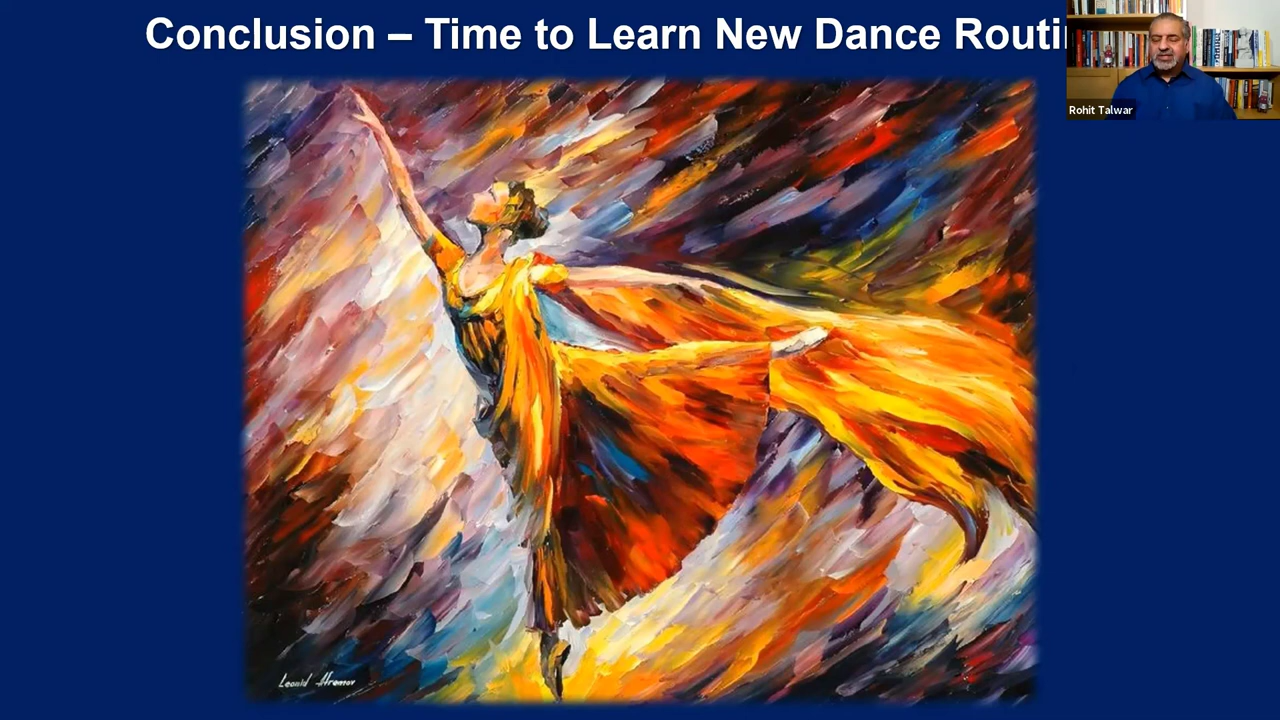 Conclusion – Time to Learn New Dance Routi
Rohit Talwar
Leonid Afremov